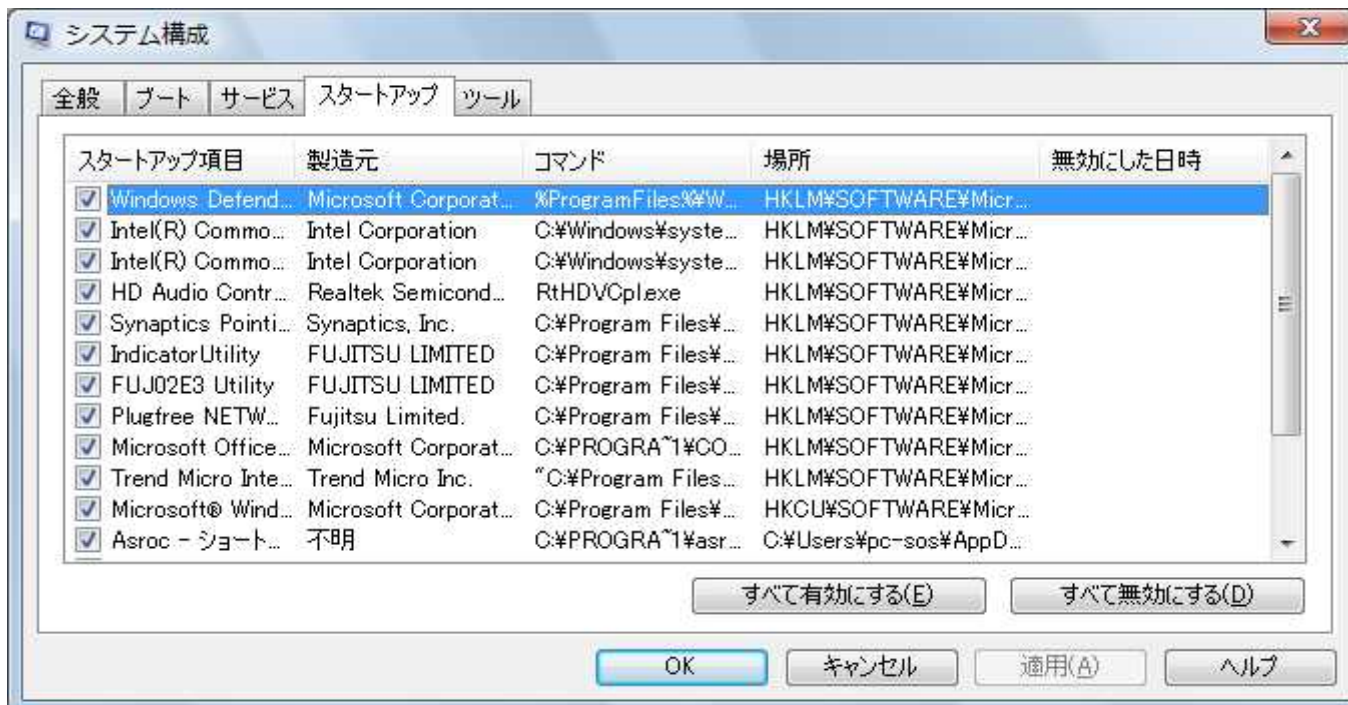 システム構成
全般 ブート サービス スタートアップ ツール
スタートアップ項目 製造元 コマンド 場所 無効にした日時
Windows Defend... Microsoft Corporat... %ProgramFiles%¥W... HKLM¥SOFTWARE¥Micr...
Intel(R) Commo... Intel Corporation C:¥Windows¥syste... HKLM¥SOFTWARE¥Micr...
Intel(R) Commo... Intel Corporation C:¥Windows¥syste... HKLM¥SOFTWARE¥Micr...
HD Audio Contr... Realtek Semicond... RtHDVCpl.exe HKLM¥SOFTWARE¥Micr...
Synaptics Pointi... Synaptics, Inc. C:¥Program Files¥... HKLM¥SOFTWARE¥Micr...
IndicatorUtility FUJITSU LIMITED C:¥Program Files¥... HKLM¥SOFTWARE¥Micr...
FUJ02E3 Utility FUJITSU LIMITED C:¥Program Files¥... HKLM¥SOFTWARE¥Micr...
Plugfree NETW... Fujitsu Limited. C:¥Program Files¥... HKLM¥SOFTWARE¥Micr...
Microsoft Office... Microsoft Corporat... C:¥PROGRA~1¥CO... HKLM¥SOFTWARE¥Micr...
Trend Micro Inte... Trend Micro Inc. "C:¥Program Files... HKLM¥SOFTWARE¥Micr...
Microsoft® Wind... Microsoft Corporat... C:¥Program Files¥... HKCU¥SOFTWARE¥Micr...
Asroc - ショート... 不明 C:¥PROGRA~1¥asr... C:¥Users¥pc-sos¥AppD...
すべて有効にする(E) すべて無効にする(D)
OK キャンセル 適用(A) ヘルプ